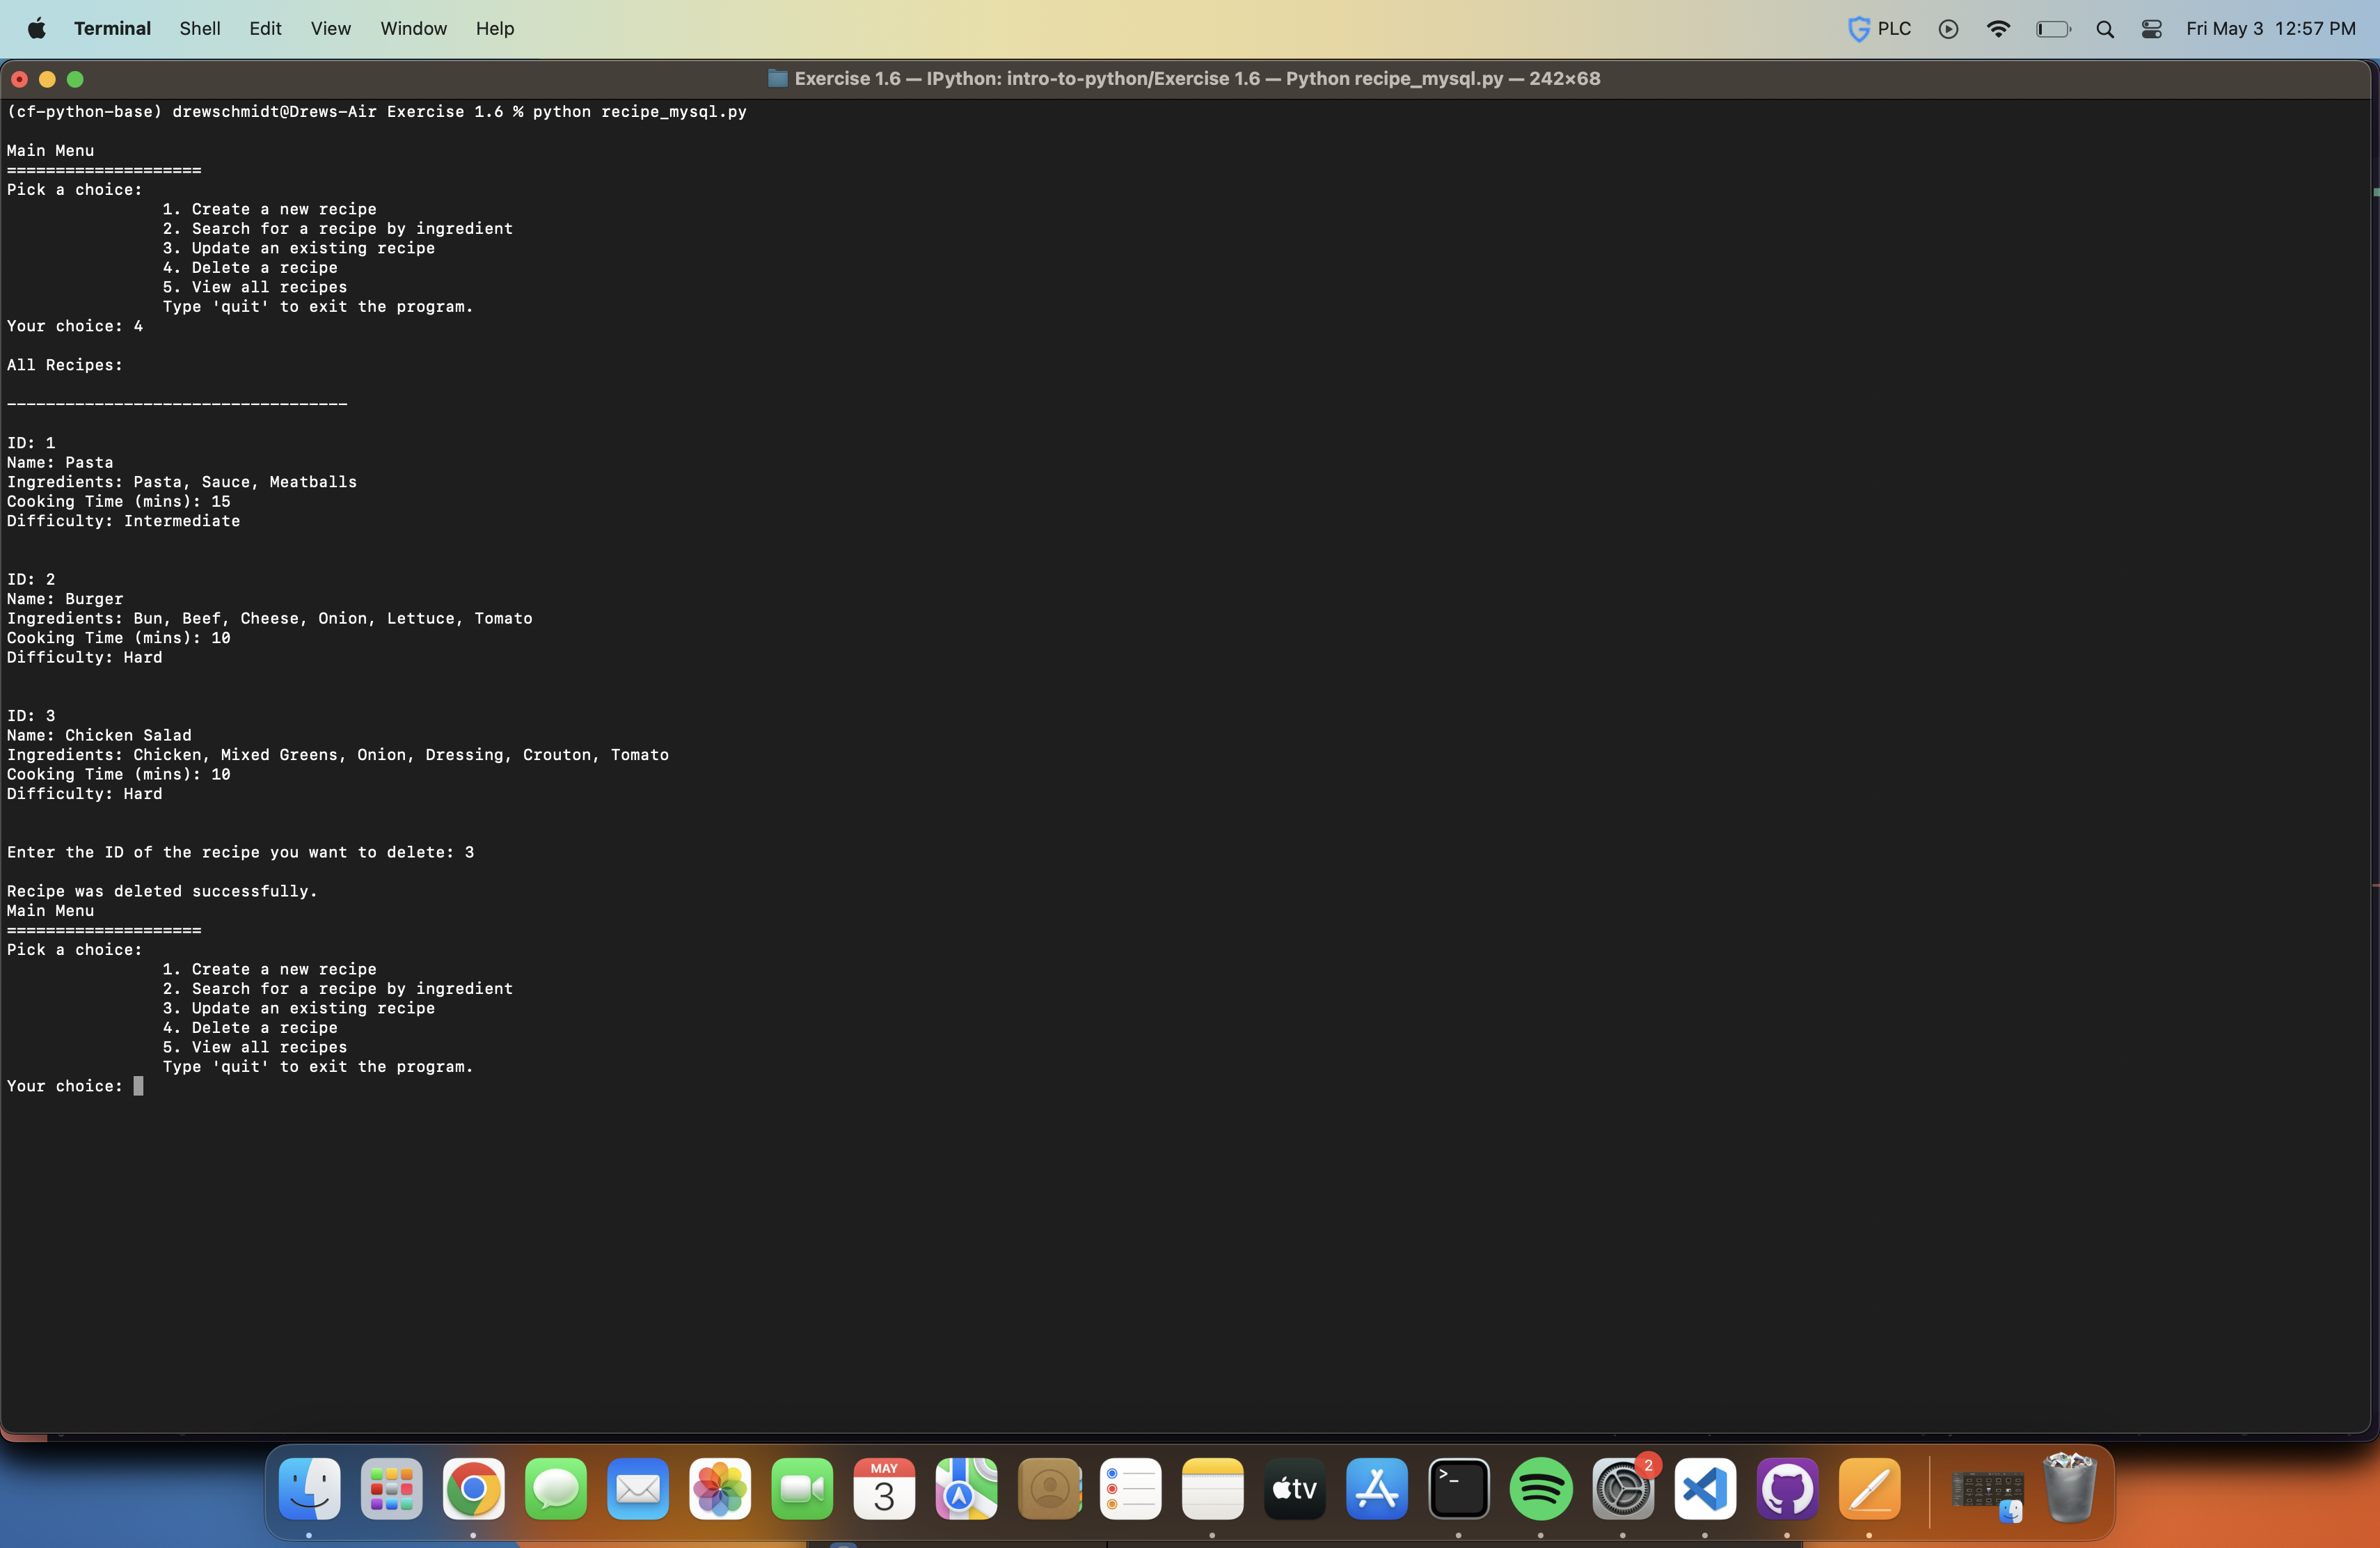 Terminal Shell Edit View Window Help PLC Fri May 3 12:57 PM
Exercise 1.6 — IPython: intro-to-python/Exercise 1.6 — Python recipe_mysql.py — 242×68
(cf-python-base) drewschmidt@Drews-Air Exercise 1.6 % python recipe_mysql.py
Main Menu
====================
Pick a choice:
1. Create a new recipe
2. Search for a recipe by ingredient
3. Update an existing recipe
4. Delete a recipe
5. View all recipes
Type 'quit' to exit the program.
Your choice: 4
All Recipes:
-----------------------------------
ID: 1
Name: Pasta
Ingredients: Pasta, Sauce, Meatballs
Cooking Time (mins): 15
Difficulty: Intermediate
ID: 2
Name: Burger
Ingredients: Bun, Beef, Cheese, Onion, Lettuce, Tomato
Cooking Time (mins): 10
Difficulty: Hard
ID: 3
Name: Chicken Salad
Ingredients: Chicken, Mixed Greens, Onion, Dressing, Crouton, Tomato
Cooking Time (mins): 10
Difficulty: Hard
Enter the ID of the recipe you want to delete: 3
Recipe was deleted successfully.
Main Menu
====================
Pick a choice:
1. Create a new recipe
2. Search for a recipe by ingredient
3. Update an existing recipe
4. Delete a recipe
5. View all recipes
Type 'quit' to exit the program.
Your choice:
MAY
3
tv
>_
2